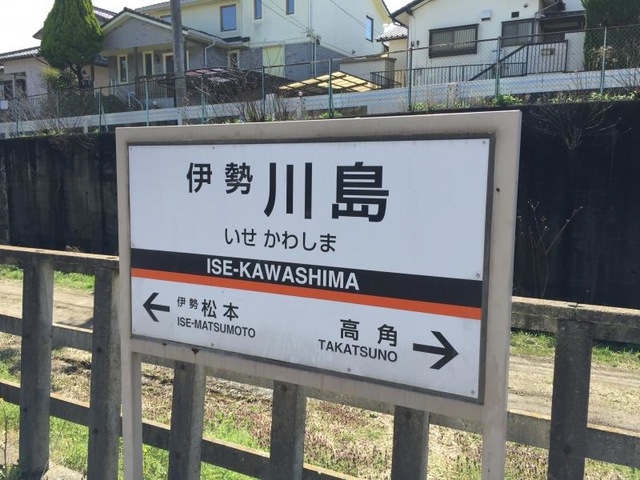 伊勢川島
いせ かわしま
ISE-KAWASHIMA
← 伊勢松本
ISE-MATSUMOTO
高角 →
TAKATSUNO